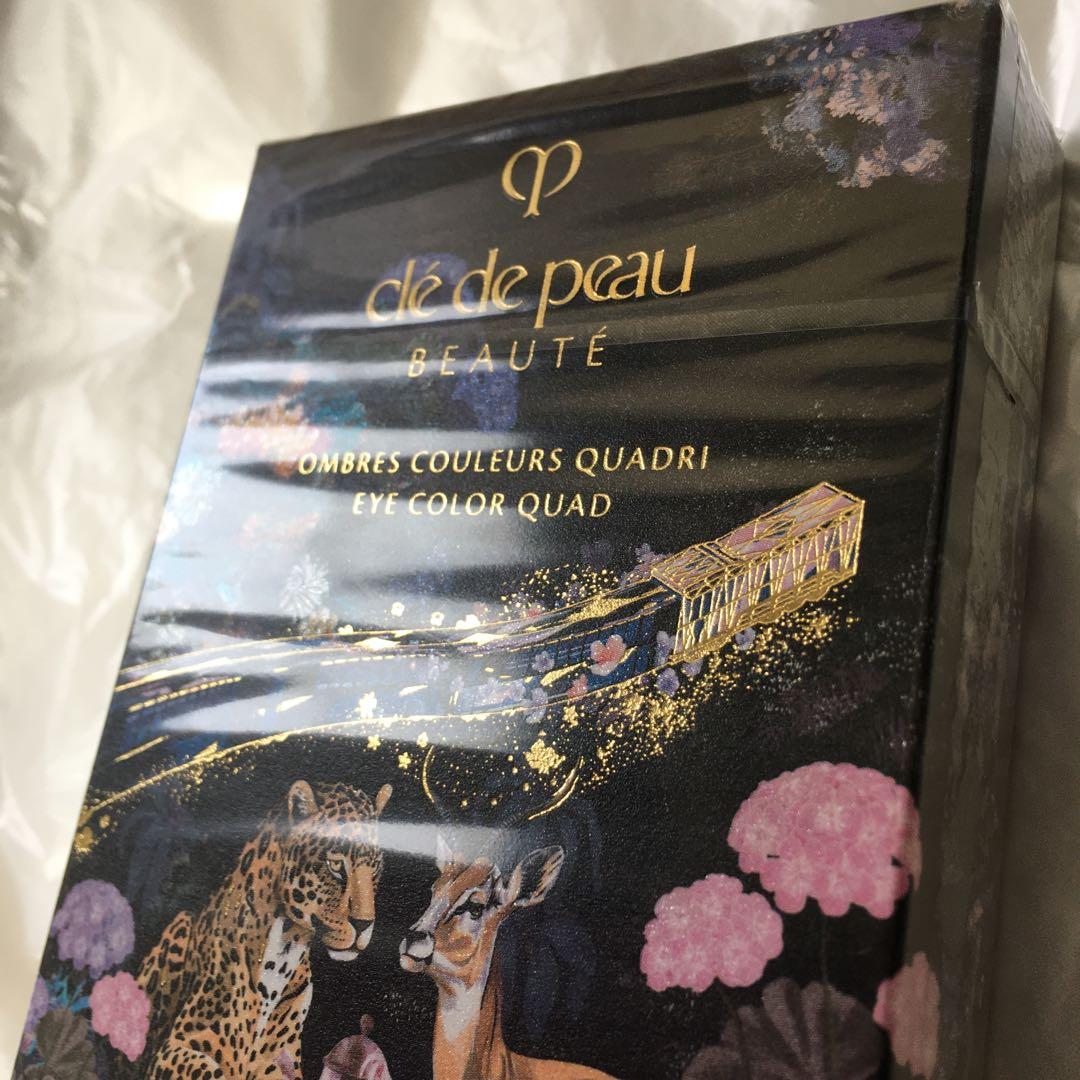 clé de peau
BEAUTÉ
OMBRES COULEURS QUADRI
EYE COLOR QUAD